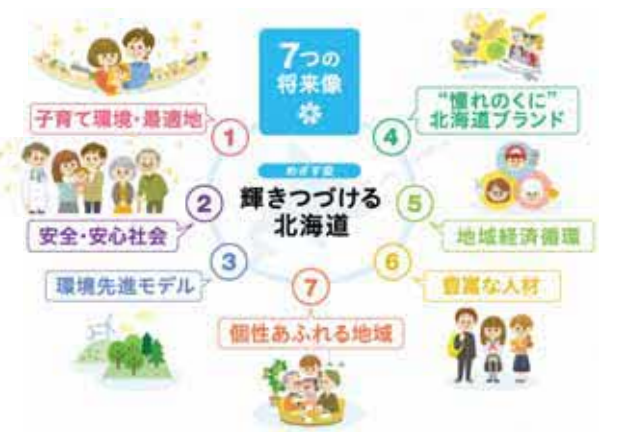 7つの
将来像
めざす姿
輝きつづける
北海道
1
子育て環境・最適地
2
安全・安心社会
3
環境先進モデル
4
“憧れのくに”
北海道ブランド
5
地域経済循環
6
豊富な人材
7
個性あふれる地域